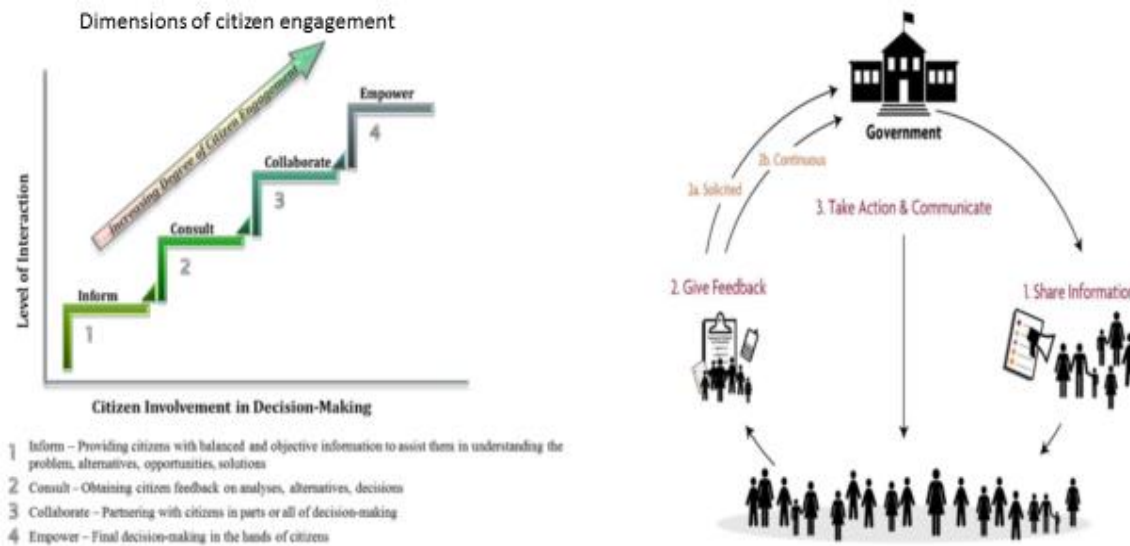 Dimensions of citizen engagement
Increasing Degree of Citizen Engagement
Empower
4
Collaborate
3
Consult
2
Inform
1
Level of Interaction
Citizen Involvement in Decision-Making
1 Inform – Providing citizens with balanced and objective information to assist them in understanding the
problem, alternatives, opportunities, solutions
2 Consult – Obtaining citizen feedback on analyses, alternatives, decisions
3 Collaborate – Partnering with citizens in parts or all of decision-making
4 Empower – Final decision-making in the hands of citizens
Government
2b. Continuous
2a. Solicited
3. Take Action & Communicate
2. Give Feedback
1. Share Information